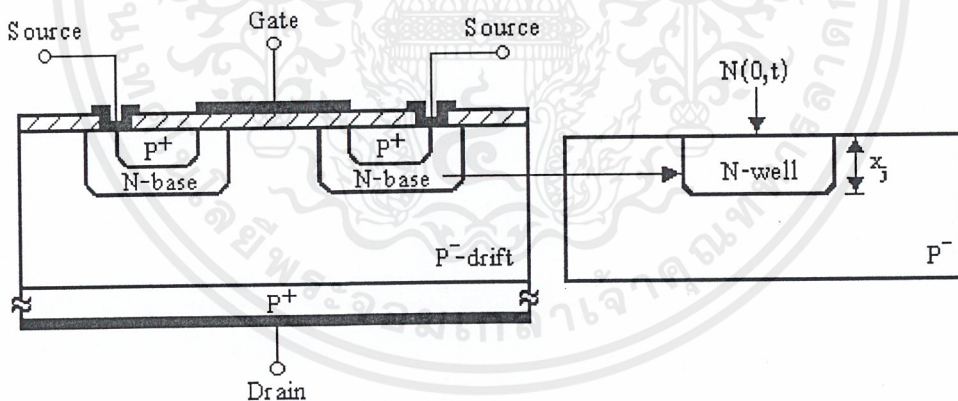 Source
Gate
Source
P+
N-base
P+
N-base
P⁻-drift
P+
Drain
N(0,t)
N-well
xj
P⁻